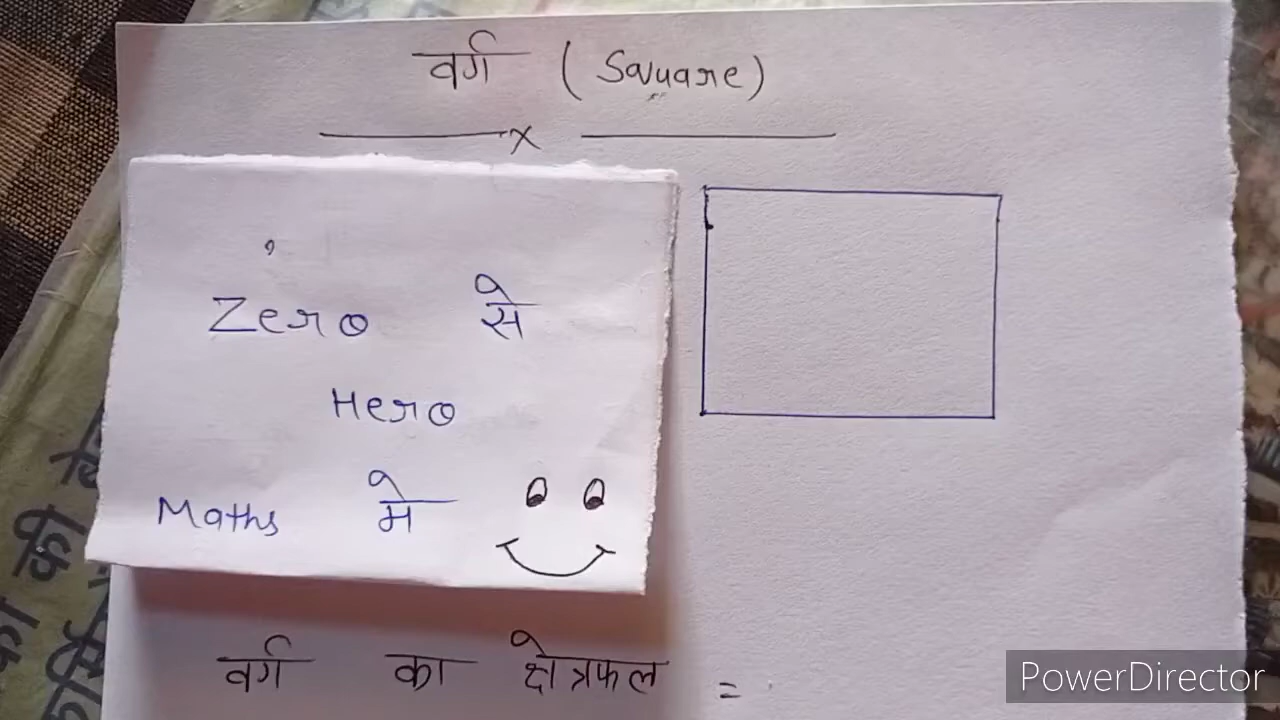 वर्ग (Square)
x
Zero से
Hero
Maths मे
वर्ग का क्षेत्रफल =
PowerDirector